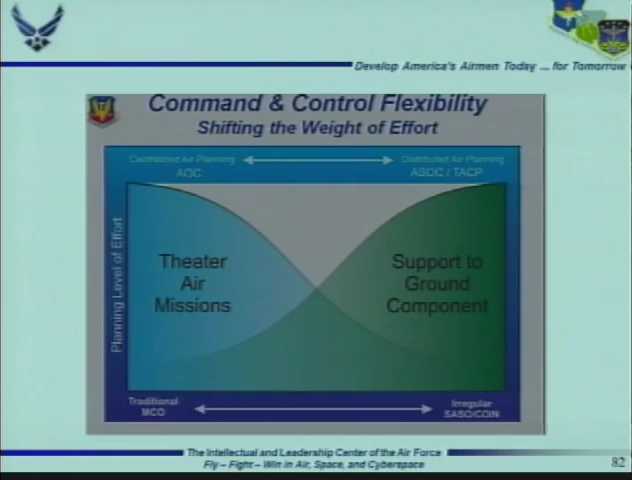 Develop America's Airmen Today ... for Tomorrow
Command & Control Flexibility
Shifting the Weight of Effort
Centralized Air Planning
AOC
Distributed Air Planning
ASOC / TACP
Planning Level of Effort
Theater
Air
Missions
Support to
Ground
Component
Traditional
MCO
Irregular
SASO/COIN
The Intellectual and Leadership Center of the Air Force
Fly – Fight – Win in Air, Space, and Cyberspace
82